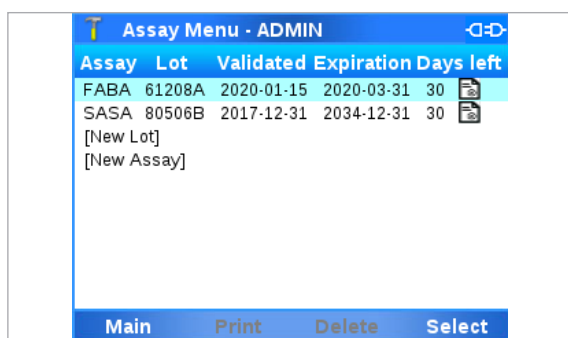 Assay Menu - ADMIN
Assay Lot Validated Expiration Days left
FABA 61208A 2020-01-15 2020-03-31 30
SASA 80506B 2017-12-31 2034-12-31 30
[New Lot]
[New Assay]
Main Print Delete Select